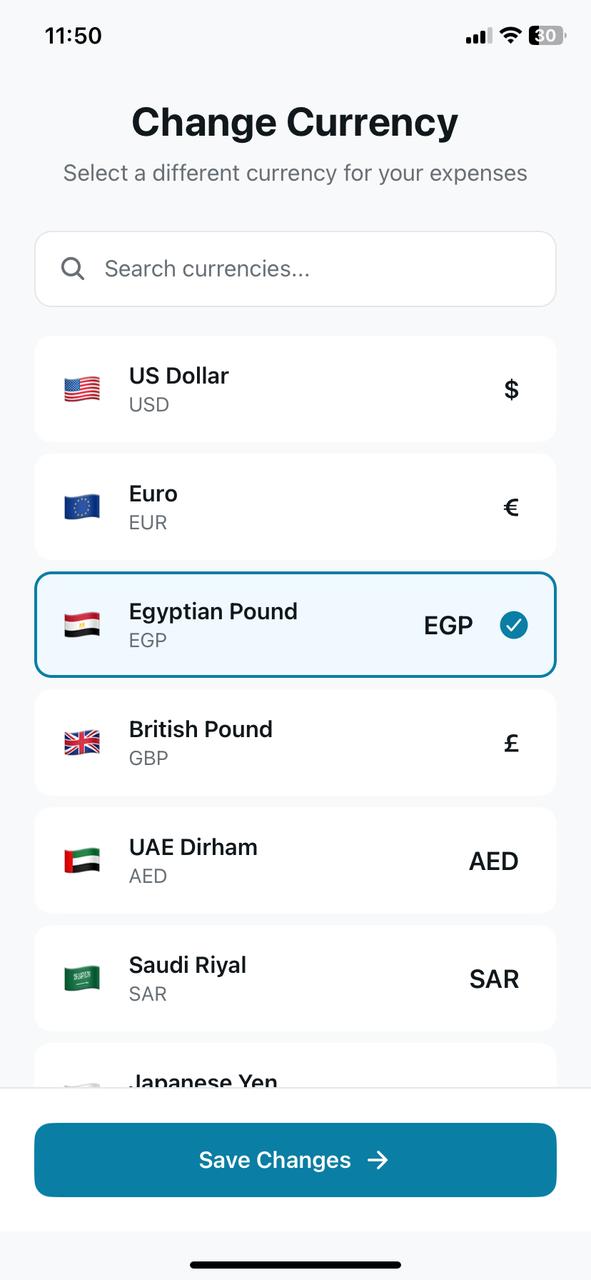 11:50
30
Change Currency
Select a different currency for your expenses
Search currencies...
US Dollar
USD
$
Euro
EUR
€
Egyptian Pound
EGP
EGP
British Pound
GBP
£
UAE Dirham
AED
AED
Saudi Riyal
SAR
SAR
Japanese Yen
Save Changes →